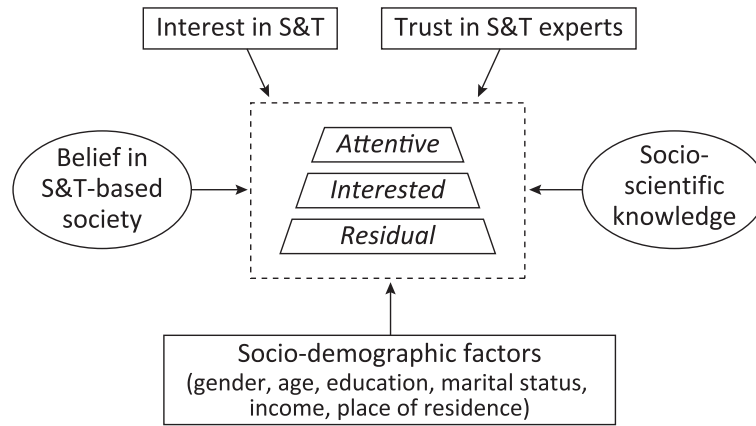 Interest in S&T
Trust in S&T experts
Attentive
Belief in
S&T-based
society
Interested
Socio-
scientific
knowledge
Residual
Socio-demographic factors
(gender, age, education, marital status,
income, place of residence)